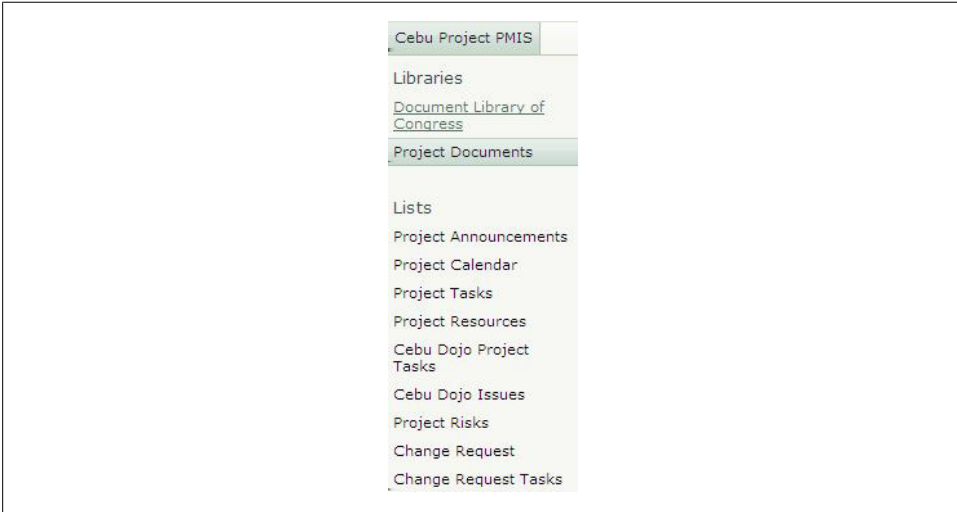 Cebu Project PMIS
Libraries
Document Library of
Congress
Project Documents
Lists
Project Announcements
Project Calendar
Project Tasks
Project Resources
Cebu Dojo Project
Tasks
Cebu Dojo Issues
Project Risks
Change Request
Change Request Tasks